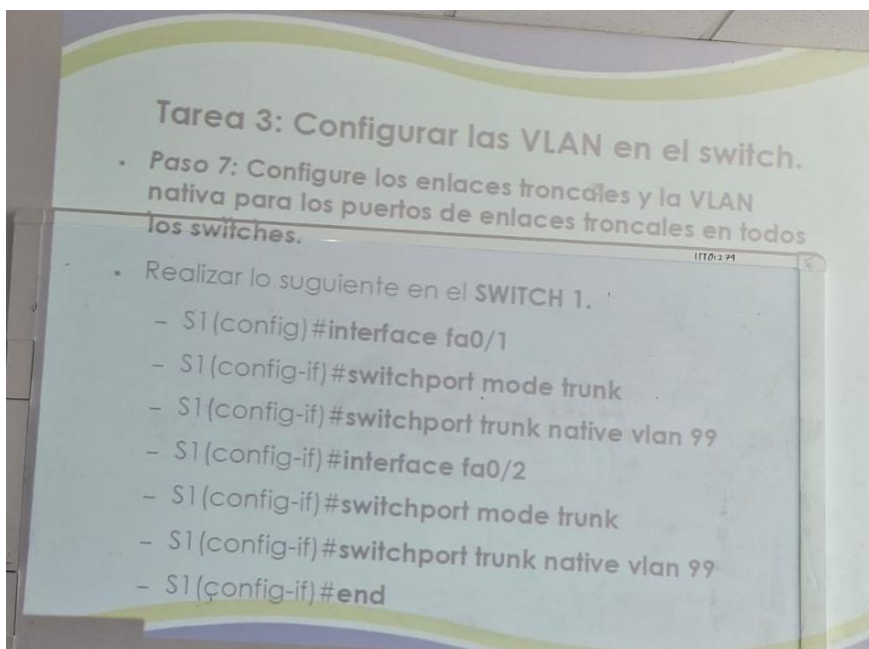 Tarea 3: Configurar las VLAN en el switch.
• Paso 7: Configure los enlaces troncales y la VLAN
nativa para los puertos de enlaces troncales en todos
los switches.
• Realizar lo suguiente en el SWITCH 1.
– S1(config)#interface fa0/1
– S1(config-if)#switchport mode trunk
– S1(config-if)#switchport trunk native vlan 99
– S1(config-if)#interface fa0/2
– S1(config-if)#switchport mode trunk
– S1(config-if)#switchport trunk native vlan 99
– S1(config-if)#end